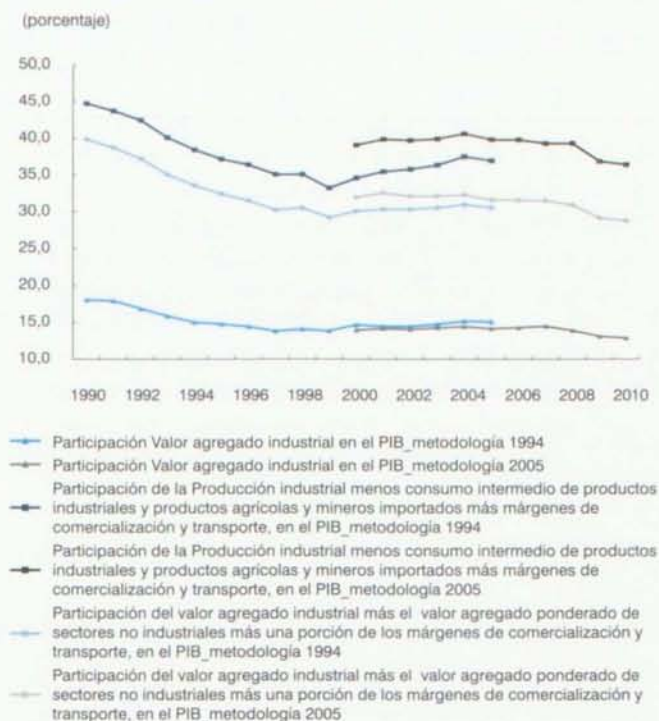 (porcentaje)
50,0
45,0
40,0
35,0
30,0
25,0
20,0
15,0
10,0
1990 1992 1994 1996 1998 2000 2002 2004 2006 2008 2010
Participación Valor agregado industrial en el PIB_metodología 1994
Participación Valor agregado industrial en el PIB_metodología 2005
Participación de la Producción industrial menos consumo intermedio de productos
industriales y productos agrícolas y mineros importados más márgenes de
comercialización y transporte, en el PIB_metodología 1994
Participación de la Producción industrial menos consumo intermedio de productos
industriales y productos agrícolas y mineros importados más márgenes de
comercialización y transporte, en el PIB_metodología 2005
Participación del valor agregado industrial más el valor agregado ponderado de
sectores no industriales más una porción de los márgenes de comercialización y
transporte, en el PIB_metodología 1994
Participación del valor agregado industrial más el valor agregado ponderado de
sectores no industriales más una porción de los márgenes de comercialización y
transporte, en el PIB metodología 2005